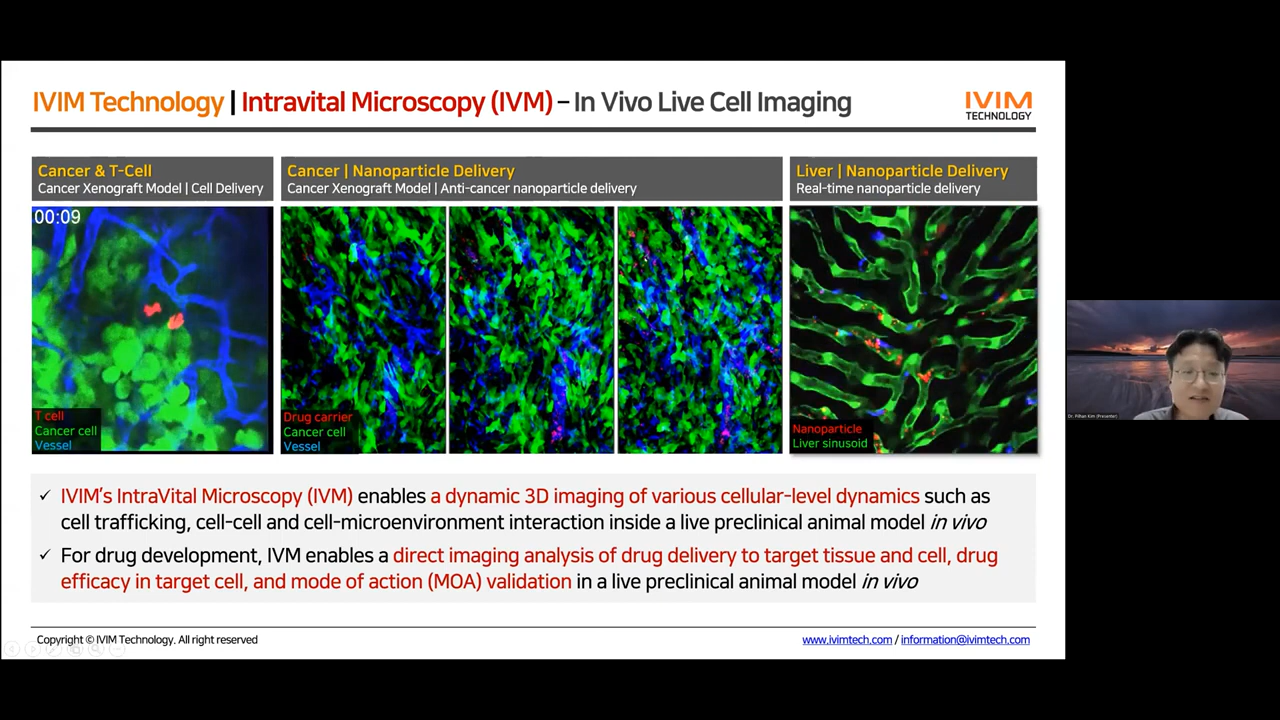 IVIM Technology | Intravital Microscopy (IVM) – In Vivo Live Cell Imaging
IVIM
TECHNOLOGY
Cancer & T-Cell
Cancer Xenograft Model | Cell Delivery
Cancer | Nanoparticle Delivery
Cancer Xenograft Model | Anti-cancer nanoparticle delivery
Liver | Nanoparticle Delivery
Real-time nanoparticle delivery
00:09
T cell
Cancer cell
Vessel
Drug carrier
Cancer cell
Vessel
Nanoparticle
Liver sinusoid
✓ IVIM's IntraVital Microscopy (IVM) enables a dynamic 3D imaging of various cellular-level dynamics such as
cell trafficking, cell-cell and cell-microenvironment interaction inside a live preclinical animal model in vivo
✓ For drug development, IVM enables a direct imaging analysis of drug delivery to target tissue and cell, drug
efficacy in target cell, and mode of action (MOA) validation in a live preclinical animal model in vivo
Copyright © IVIM Technology. All right reserved
www.ivimtech.com / information@ivimtech.com
Dr. Pilhan Kim (Presenter)